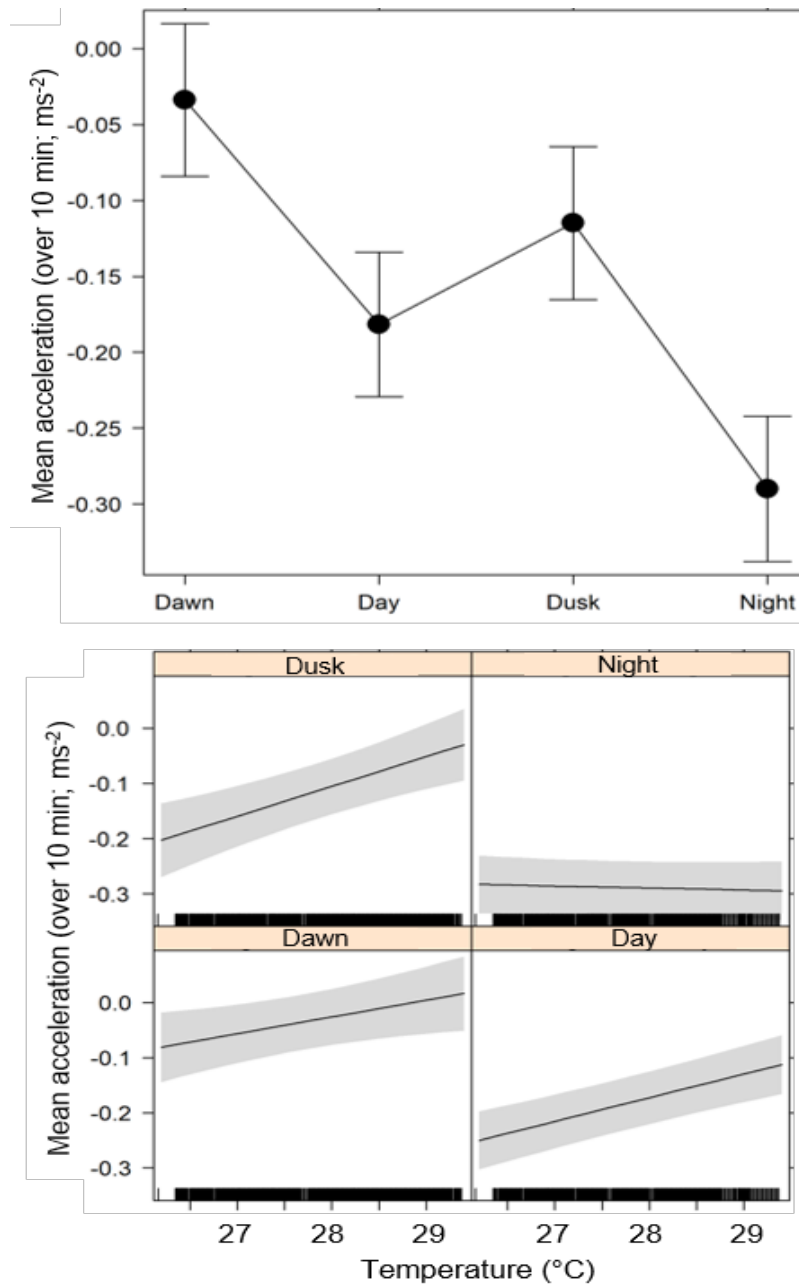 Mean acceleration (over 10 min; ms-2)
0.00
-0.05
-0.10
-0.15
-0.20
-0.25
-0.30
Dawn Day Dusk Night
Mean acceleration (over 10 min; ms-2)
Dusk Night
0.0
-0.1
-0.2
-0.3
Dawn Day
0.0
-0.1
-0.2
-0.3
27 28 29 27 28 29
Temperature (°C)